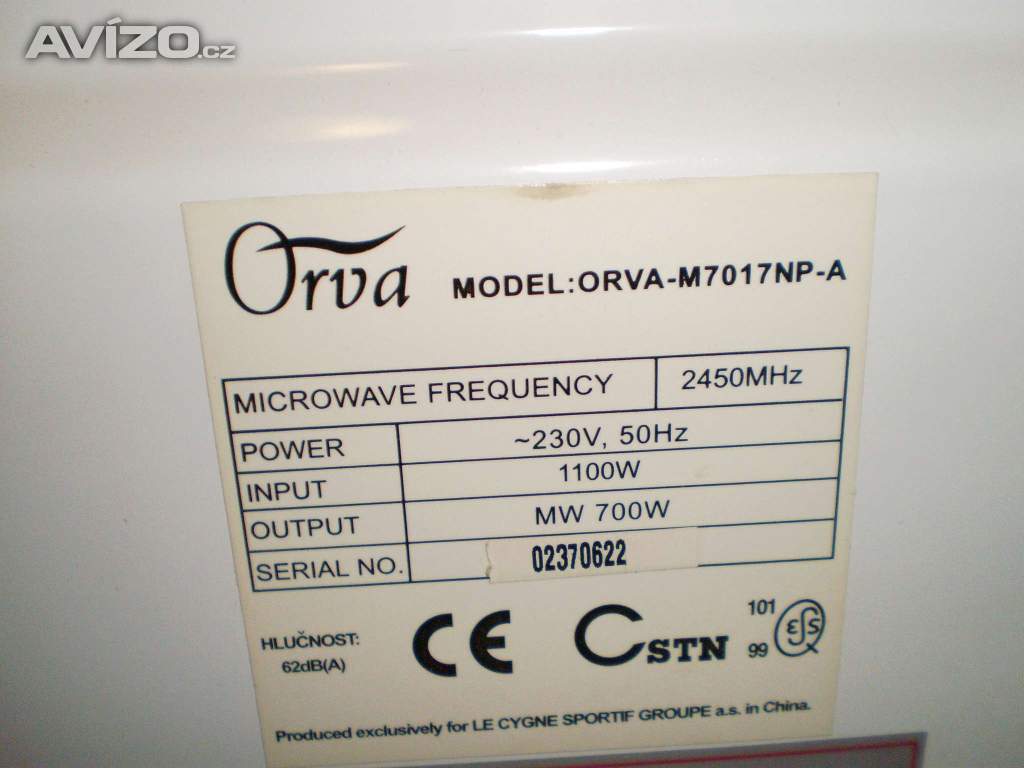 AVÍZO.cz
Orva MODEL:ORVA-M7017NP-A
MICROWAVE FREQUENCY 2450MHz
POWER ~230V, 50Hz
INPUT 1100W
OUTPUT MW 700W
SERIAL NO. 02370622
HLUČNOST:
62dB(A)
CE
CSTN
101
99
Produced exclusively for LE CYGNE SPORTIF GROUPE a.s. in China.